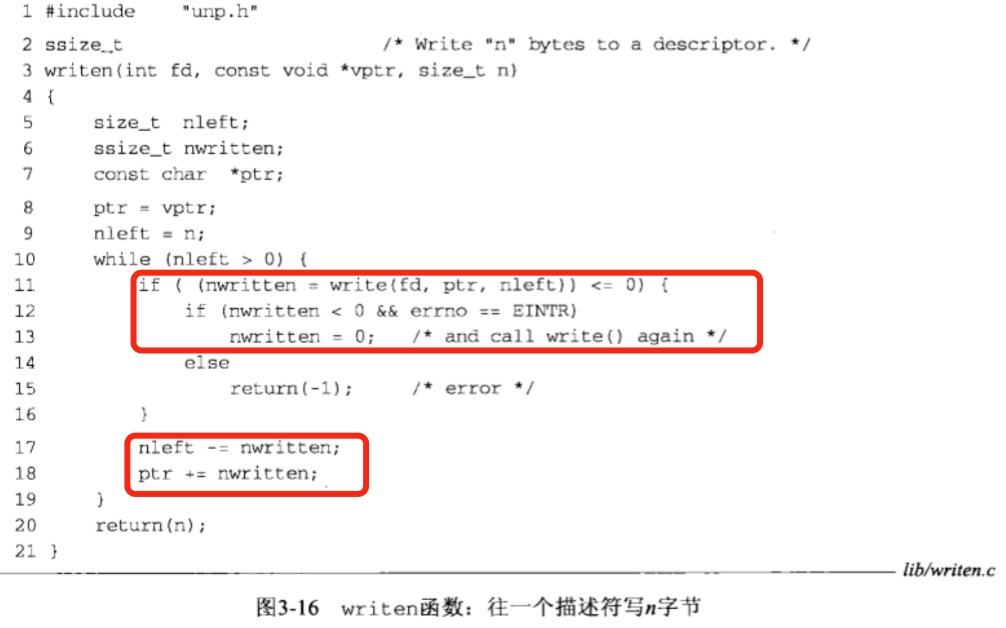 1 #include    "unp.h"
2 ssize_t                       /* Write "n" bytes to a descriptor. */
3 writen(int fd, const void *vptr, size_t n)
4 {
5     size_t  nleft;
6     ssize_t nwritten;
7     const char  *ptr;
8     ptr = vptr;
9     nleft = n;
10     while (nleft > 0) {
11         if ( (nwritten = write(fd, ptr, nleft)) <= 0) {
12             if (nwritten < 0 && errno == EINTR)
13                 nwritten = 0;   /* and call write() again */
14             else
15                 return(-1);     /* error */
16         }
17         nleft -= nwritten;
18         ptr += nwritten;
19     }
20     return(n);
21 }
lib/writen.c
图3-16 writen函数：往一个描述符写n字节